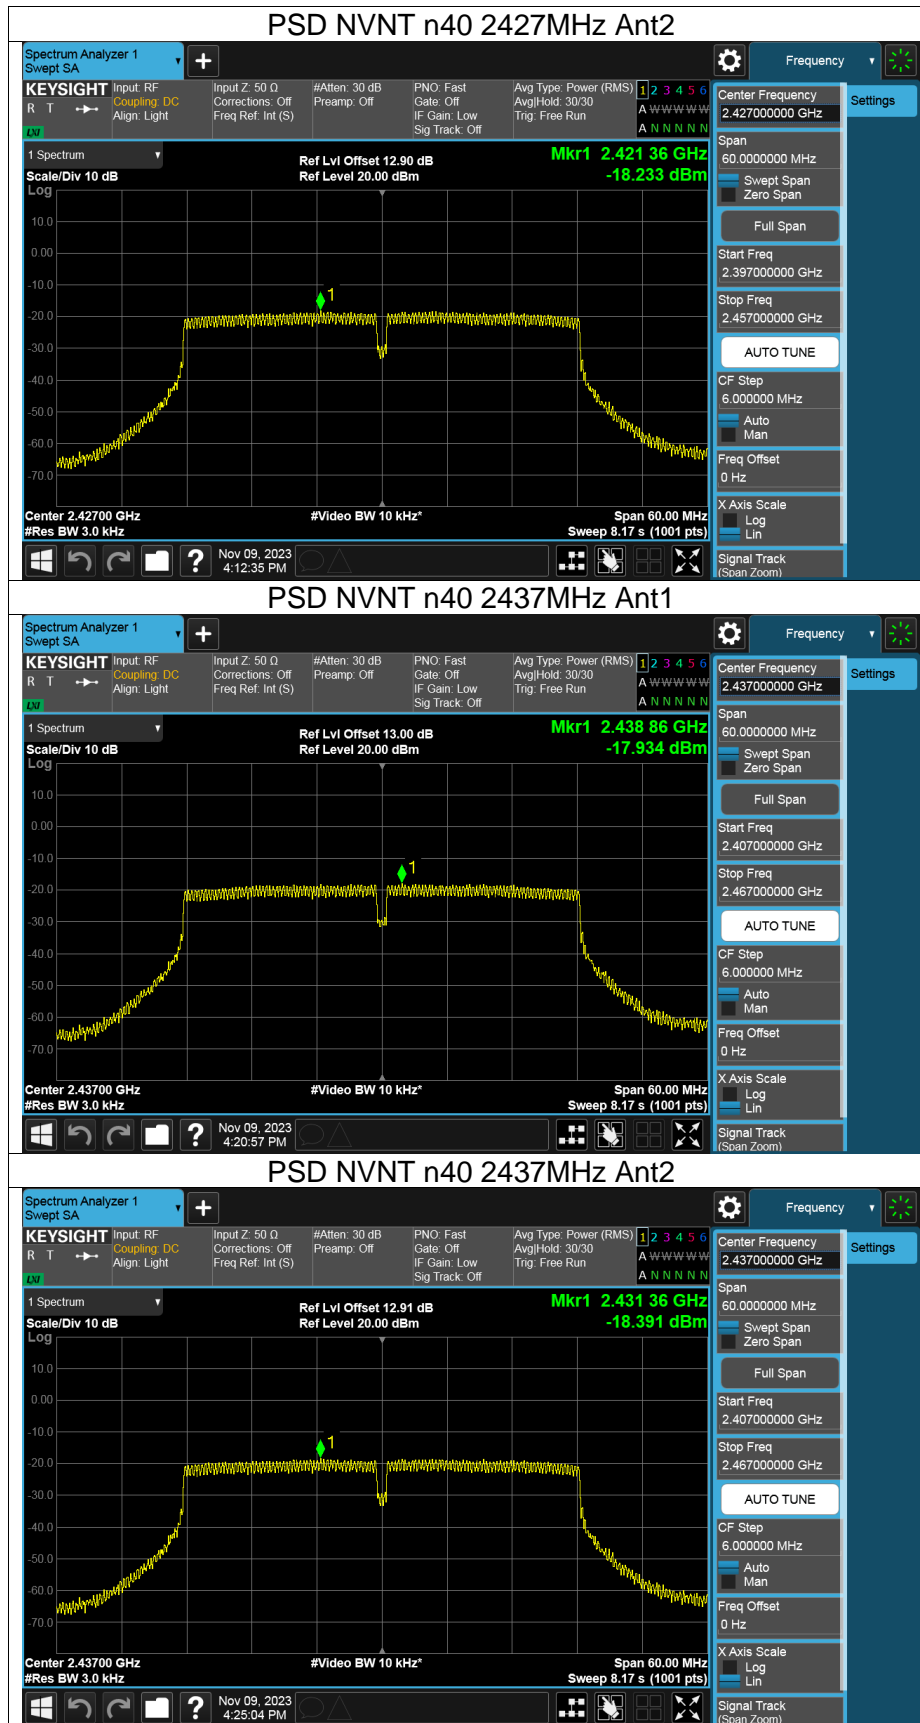 PSD NVNT n40 2427MHz Ant2
Spectrum Analyzer 1
Swept SA
+
Frequency
KEYSIGHT
R T
LXI
Input: RF
Coupling: DC
Align: Light
Input Z: 50 Ω
Corrections: Off
Freq Ref: Int (S)
#Atten: 30 dB
Preamp: Off
PNO: Fast
Gate: Off
IF Gain: Low
Sig Track: Off
Avg Type: Power (RMS)
Avg|Hold: 30/30
Trig: Free Run
1 2 3 4 5 6
A W W W W W
A N N N N N
Center Frequency
2.427000000 GHz
Settings
Span
60.0000000 MHz
Swept Span
Zero Span
Full Span
Start Freq
2.397000000 GHz
Stop Freq
2.457000000 GHz
AUTO TUNE
CF Step
6.000000 MHz
Auto
Man
Freq Offset
0 Hz
X Axis Scale
Log
Lin
Signal Track
(Span Zoom)
1 Spectrum
Scale/Div 10 dB
Log
Ref Lvl Offset 12.90 dB
Ref Level 20.00 dBm
Mkr1 2.421 36 GHz
-18.233 dBm
1
10.0
0.00
-10.0
-20.0
-30.0
-40.0
-50.0
-60.0
-70.0
Center 2.42700 GHz
#Res BW 3.0 kHz
#Video BW 10 kHz*
Span 60.00 MHz
Sweep 8.17 s (1001 pts)
?
Nov 09, 2023
4:12:35 PM
PSD NVNT n40 2437MHz Ant1
Spectrum Analyzer 1
Swept SA
+
Frequency
KEYSIGHT
R T
LXI
Input: RF
Coupling: DC
Align: Light
Input Z: 50 Ω
Corrections: Off
Freq Ref: Int (S)
#Atten: 30 dB
Preamp: Off
PNO: Fast
Gate: Off
IF Gain: Low
Sig Track: Off
Avg Type: Power (RMS)
Avg|Hold: 30/30
Trig: Free Run
1 2 3 4 5 6
A W W W W W
A N N N N N
Center Frequency
2.437000000 GHz
Settings
Span
60.0000000 MHz
Swept Span
Zero Span
Full Span
Start Freq
2.407000000 GHz
Stop Freq
2.467000000 GHz
AUTO TUNE
CF Step
6.000000 MHz
Auto
Man
Freq Offset
0 Hz
X Axis Scale
Log
Lin
Signal Track
(Span Zoom)
1 Spectrum
Scale/Div 10 dB
Log
Ref Lvl Offset 13.00 dB
Ref Level 20.00 dBm
Mkr1 2.438 86 GHz
-17.934 dBm
1
10.0
0.00
-10.0
-20.0
-30.0
-40.0
-50.0
-60.0
-70.0
Center 2.43700 GHz
#Res BW 3.0 kHz
#Video BW 10 kHz*
Span 60.00 MHz
Sweep 8.17 s (1001 pts)
?
Nov 09, 2023
4:20:57 PM
PSD NVNT n40 2437MHz Ant2
Spectrum Analyzer 1
Swept SA
+
Frequency
KEYSIGHT
R T
LXI
Input: RF
Coupling: DC
Align: Light
Input Z: 50 Ω
Corrections: Off
Freq Ref: Int (S)
#Atten: 30 dB
Preamp: Off
PNO: Fast
Gate: Off
IF Gain: Low
Sig Track: Off
Avg Type: Power (RMS)
Avg|Hold: 30/30
Trig: Free Run
1 2 3 4 5 6
A W W W W W
A N N N N N
Center Frequency
2.437000000 GHz
Settings
Span
60.0000000 MHz
Swept Span
Zero Span
Full Span
Start Freq
2.407000000 GHz
Stop Freq
2.467000000 GHz
AUTO TUNE
CF Step
6.000000 MHz
Auto
Man
Freq Offset
0 Hz
X Axis Scale
Log
Lin
Signal Track
(Span Zoom)
1 Spectrum
Scale/Div 10 dB
Log
Ref Lvl Offset 12.91 dB
Ref Level 20.00 dBm
Mkr1 2.431 36 GHz
-18.391 dBm
1
10.0
0.00
-10.0
-20.0
-30.0
-40.0
-50.0
-60.0
-70.0
Center 2.43700 GHz
#Res BW 3.0 kHz
#Video BW 10 kHz*
Span 60.00 MHz
Sweep 8.17 s (1001 pts)
?
Nov 09, 2023
4:25:04 PM